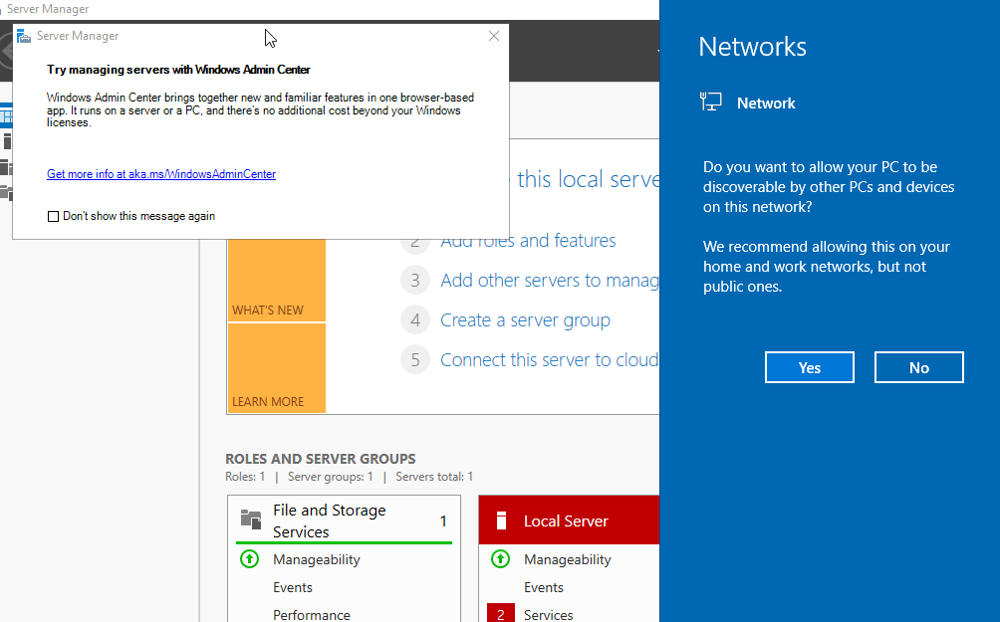 Server Manager
Server Manager
Try managing servers with Windows Admin Center
Windows Admin Center brings together new and familiar features in one browser-based
app. It runs on a server or a PC, and there's no additional cost beyond your Windows
licenses.
Get more info at aka.ms/WindowsAdminCenter
Don't show this message again
this local serve
2 Add roles and features
3 Add other servers to manag
4 Create a server group
5 Connect this server to cloud
WHAT'S NEW
LEARN MORE
ROLES AND SERVER GROUPS
Roles: 1 | Server groups: 1 | Servers total: 1
File and Storage
Services
1
Manageability
Events
Performance
Local Server
Manageability
Events
2 Services
Networks
Network
Do you want to allow your PC to be
discoverable by other PCs and devices
on this network?
We recommend allowing this on your
home and work networks, but not
public ones.
Yes
No